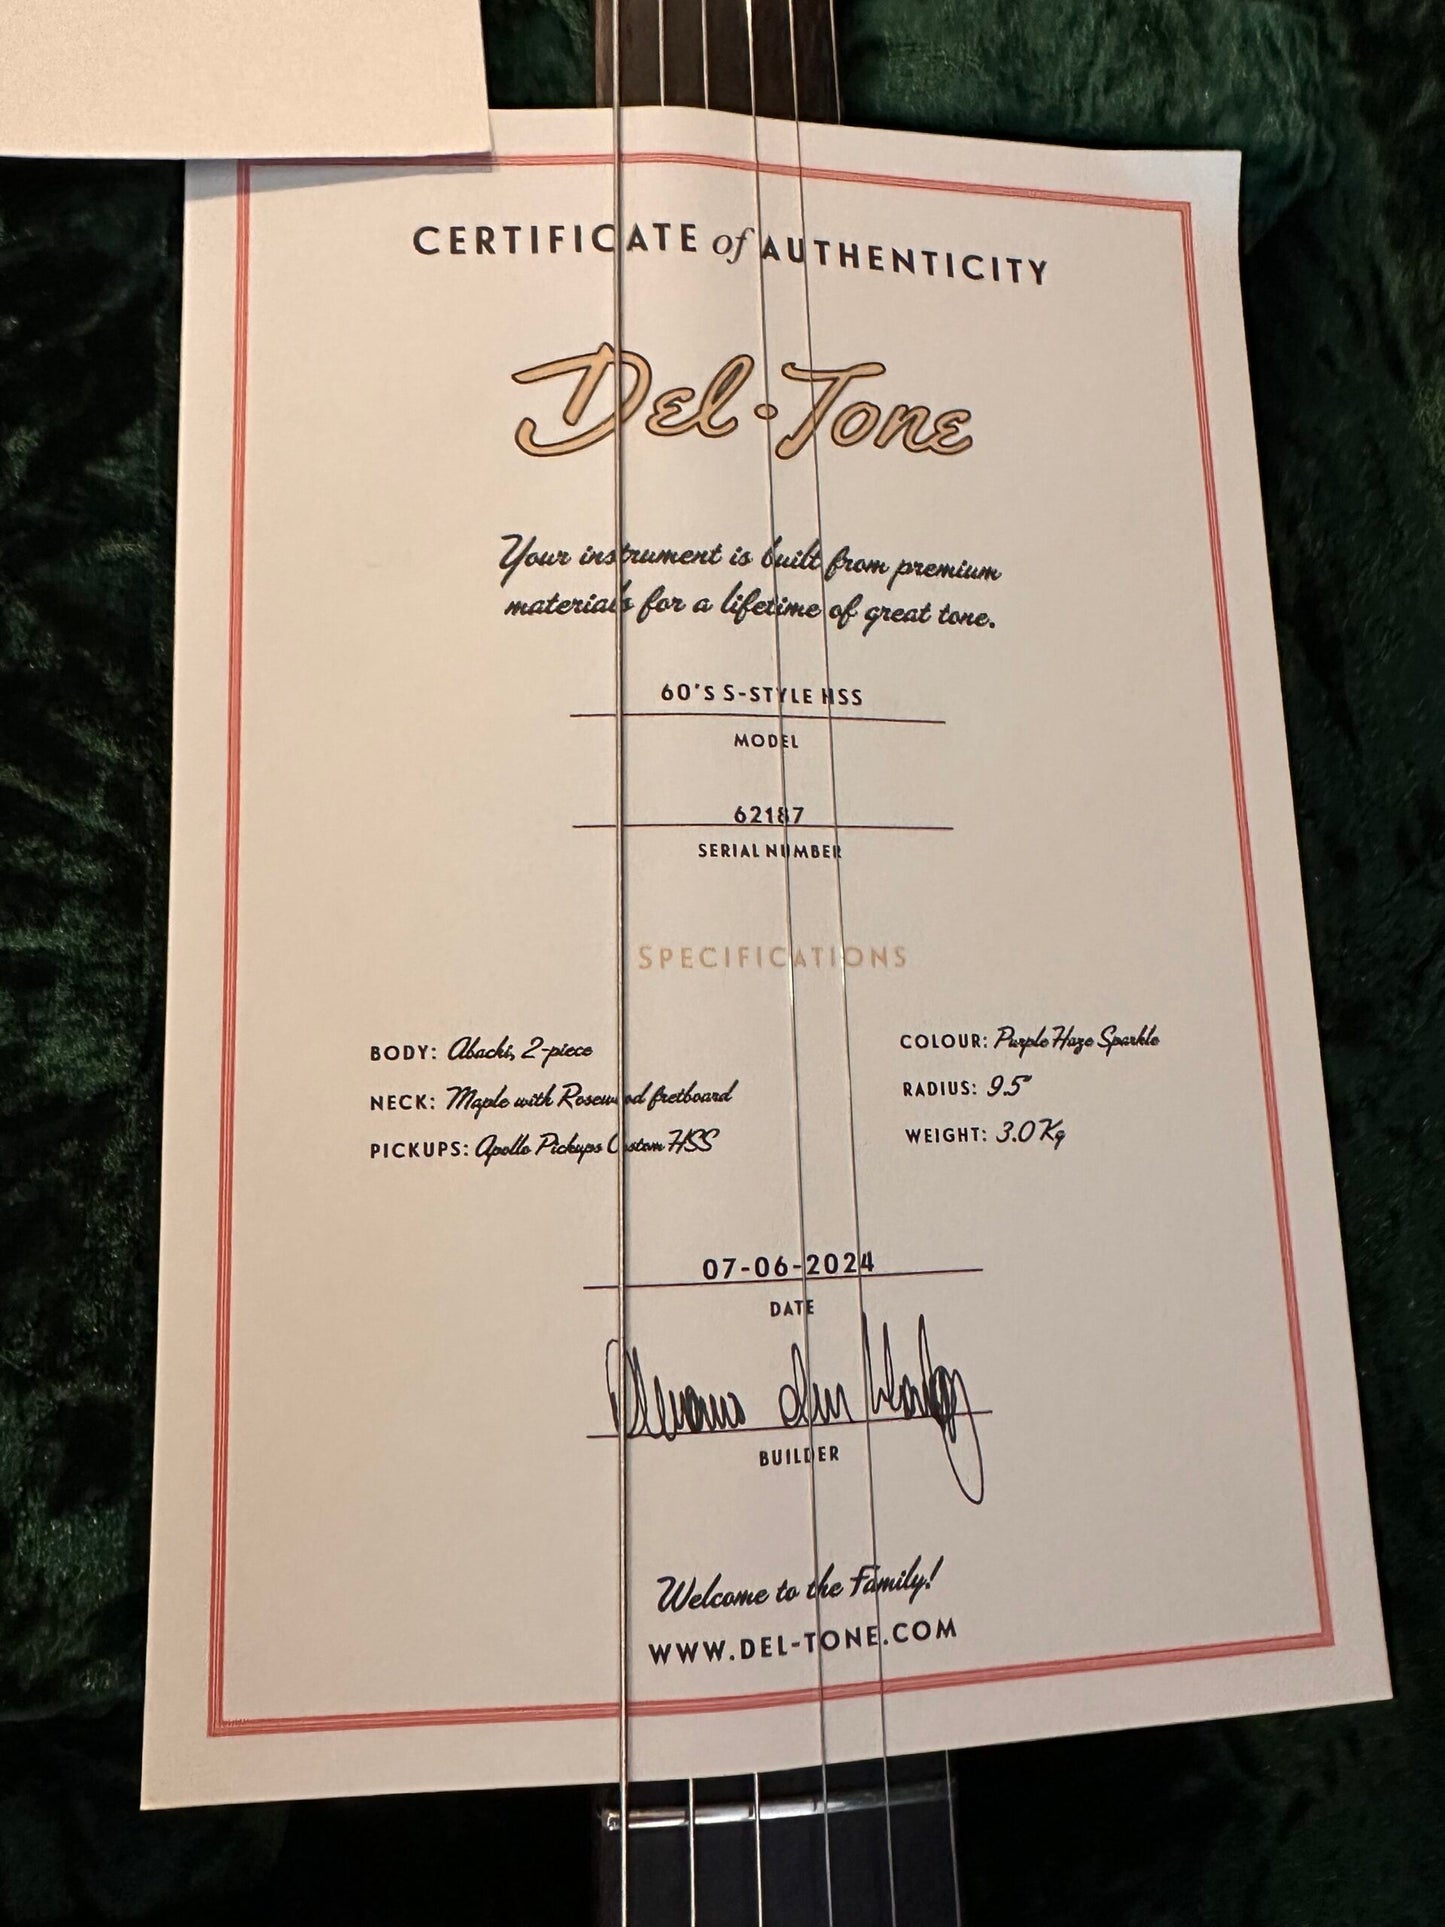 CERTIFICATE of AUTHENTICITY
Del-Tone
Your instrument is built from premium
materials for a lifetime of great tone.
60'S S-STYLE HSS
MODEL
62187
SERIAL NUMBER
SPECIFICATIONS
BODY: Abachi, 2-piece
NECK: Maple with Rosewood fretboard
PICKUPS: Apollo Pickups Custom HSS
COLOUR: Purple Haze Sparkle
RADIUS: 9.5"
WEIGHT: 3.0 Kg
07-06-2024
DATE
BUILDER
Welcome to the Family!
WWW.DEL-TONE.COM